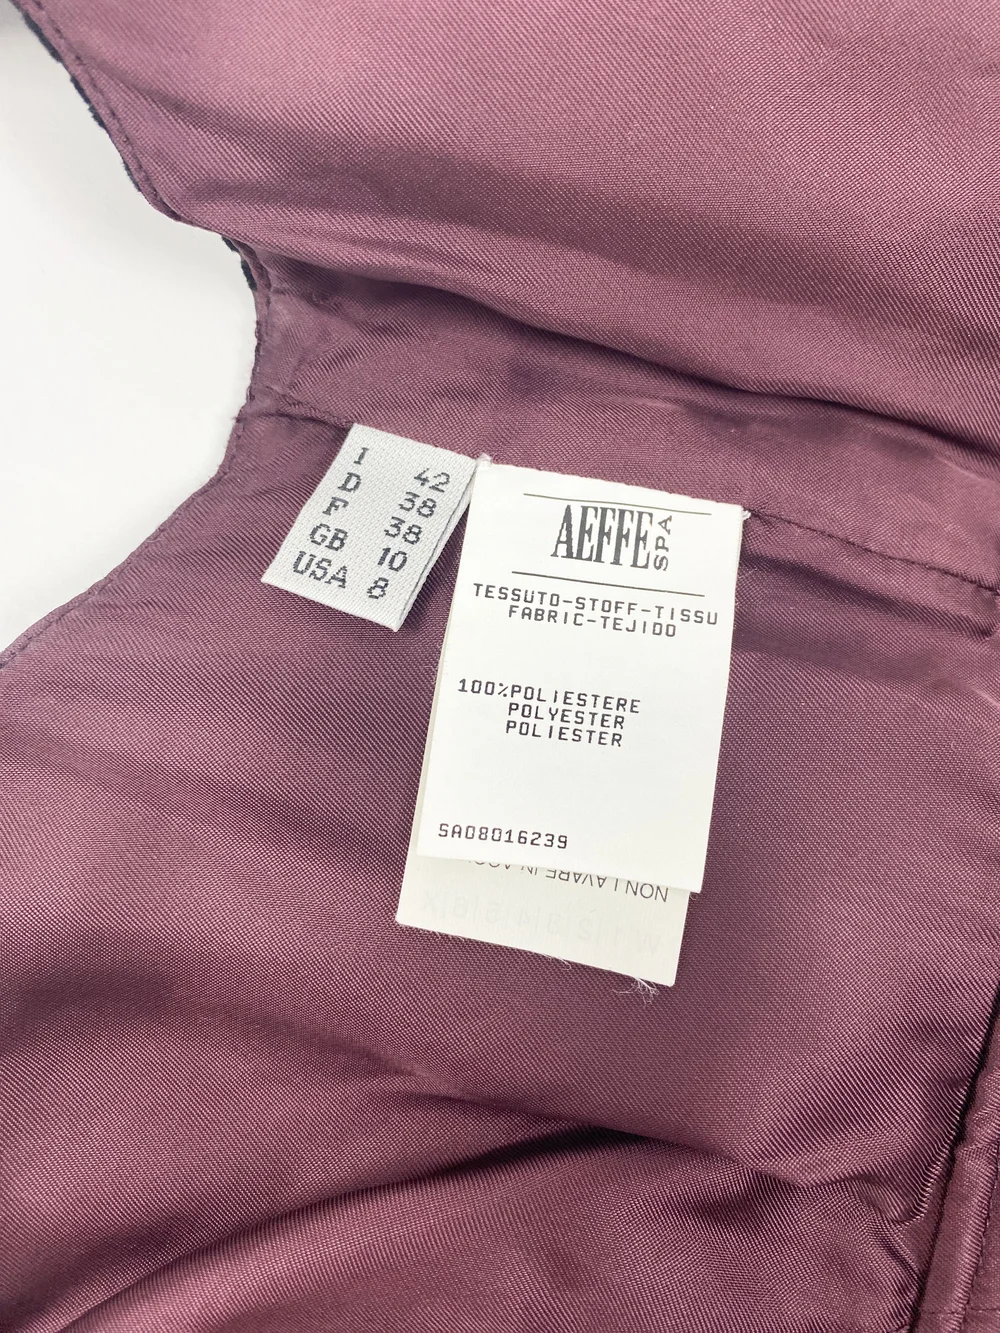 I 42
D 38
F 38
GB 10
USA 8
AEFFE SPA
TESSUTO-STOFF-TISSU
FABRIC-TEJIDO
100%POLIESTERE
POLYESTER
POLIESTER
SA08016239
NON LAVARE IN